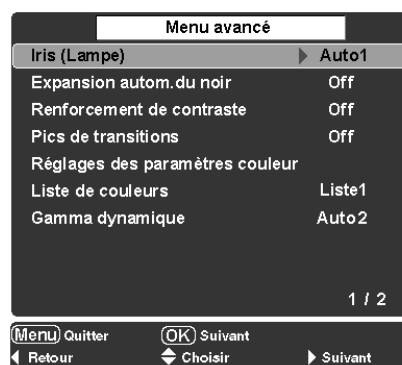 Menu avancé
Iris (Lampe) Auto1
Expansion autom.du noir Off
Renforcement de contraste Off
Pics de transitions Off
Réglages des paramètres couleur
Liste de couleurs Liste1
Gamma dynamique Auto2
1 / 2
Menu Quitter OK Suivant
Retour Choisir Suivant